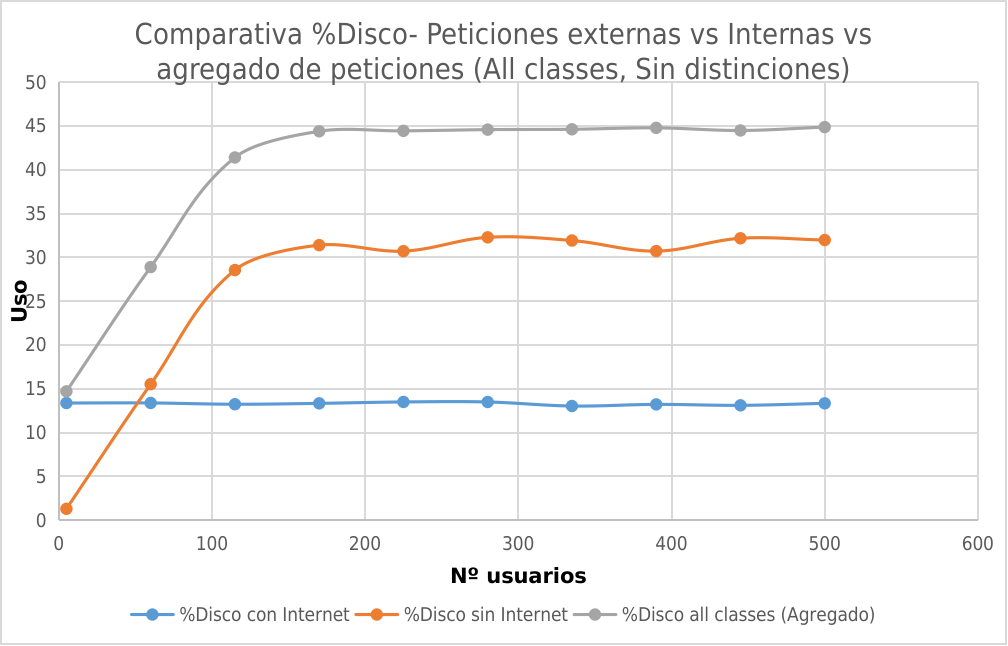 Comparativa %Disco- Peticiones externas vs Internas vs
agregado de peticiones (All classes, Sin distinciones)
50
45
40
35
30
25
20
15
10
5
0
Uso
0 100 200 300 400 500 600
Nº usuarios
%Disco con Internet %Disco sin Internet %Disco all classes (Agregado)